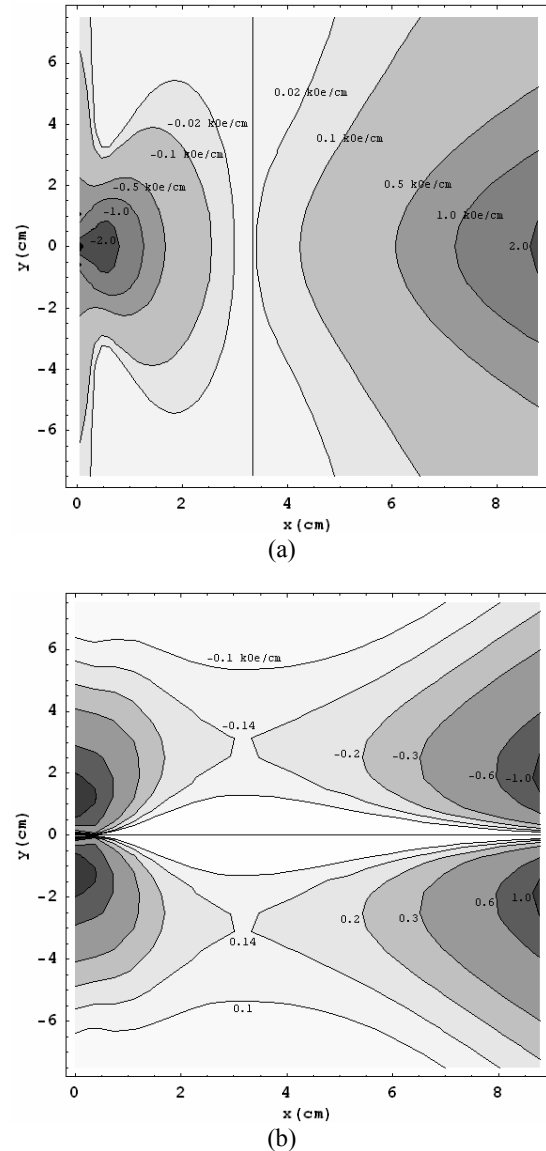 6
4
2
0
-2
-4
-6
y(cm)
0.02 kOe/cm
-0.02 kOe/cm
0.1 kOe/cm
-0.1 kOe/cm
-0.5 kOe/cm
0.5 kOe/cm
-1.0
1.0 kOe/cm
-2.0
2.0
0 2 4 6 8
x(cm)
(a)
6
4
2
0
-2
-4
-6
y(cm)
-0.1 kOe/cm
-0.14
-0.2 -0.3 -0.6 -1.0
0.2 0.3 0.6 1.0
0.14
0.1
0 2 4 6 8
x(cm)
(b)